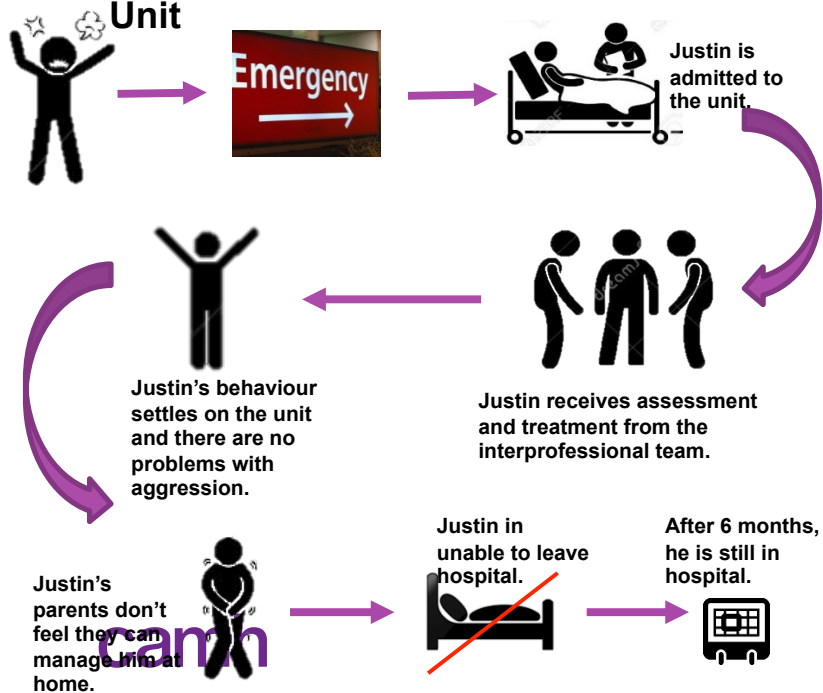 Unit
Emergency
Justin is
admitted to
the unit.
Justin receives assessment
and treatment from the
interprofessional team.
Justin’s behaviour
settles on the unit
and there are no
problems with
aggression.
Justin’s
parents don’t
feel they can
manage him at
home.
camh
Justin in
unable to leave
hospital.
After 6 months,
he is still in
hospital.